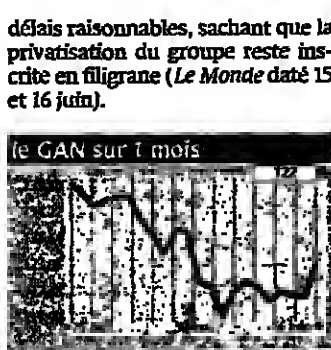 délais raisonnables, sachant que la
privatisation du groupe reste ins-
crite en filigrane (Le Monde daté 15
et 16 juin).
le GAN sur 1 mois
122